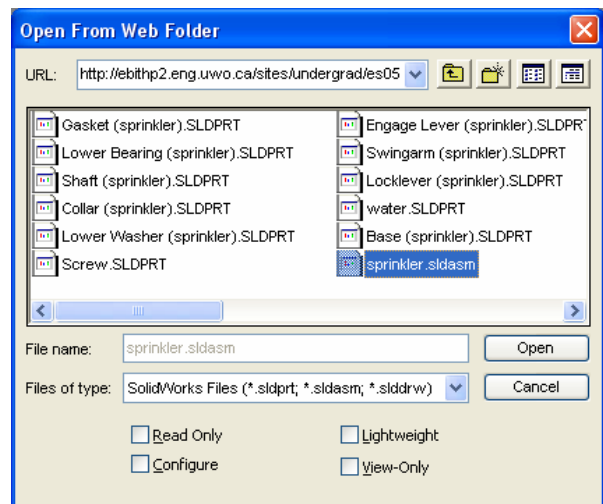 Open From Web Folder
URL: http://ebithp2.eng.uwo.ca/sites/undergrad/es05
Gasket (sprinkler).SLDPRT
Lower Bearing (sprinkler).SLDPRT
Shaft (sprinkler).SLDPRT
Collar (sprinkler).SLDPRT
Lower Washer (sprinkler).SLDPRT
Screw.SLDPRT
Engage Lever (sprinkler).SLDPR
Swingarm (sprinkler).SLDPRT
Locklever (sprinkler).SLDPRT
water.SLDPRT
Base (sprinkler).SLDPRT
sprinkler.sldasm
File name: sprinkler.sldasm Open
Files of type: SolidWorks Files (*.sldprt; *.sldasm; *.slddrw) Cancel
Read Only Lightweight
Configure View-Only